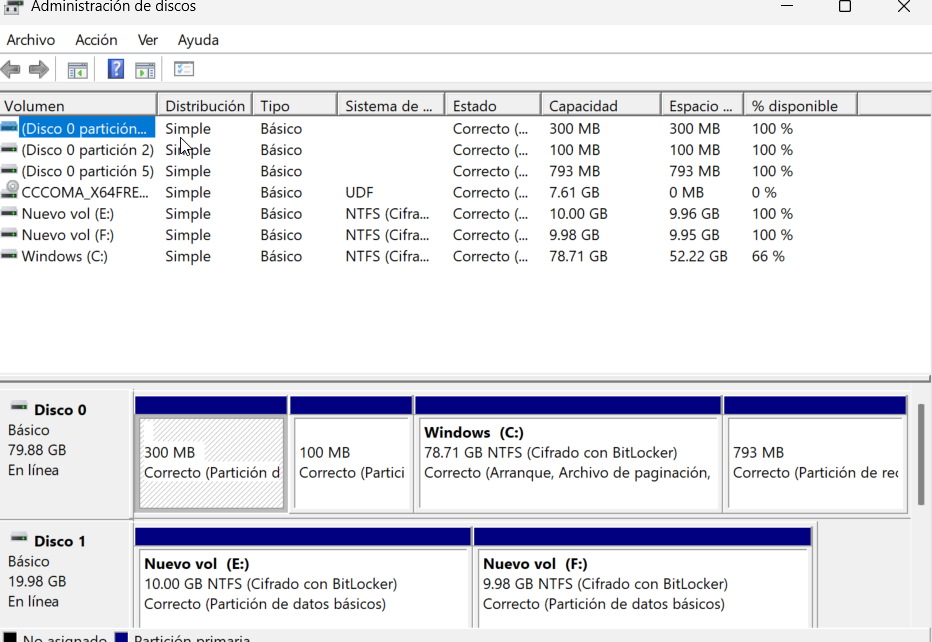 Administración de discos
Archivo Acción Ver Ayuda
Volumen Distribución Tipo Sistema de ... Estado Capacidad Espacio ... % disponible
(Disco 0 partición... Simple Básico Correcto (... 300 MB 300 MB 100 %
(Disco 0 partición 2) Simple Básico Correcto (... 100 MB 100 MB 100 %
(Disco 0 partición 5) Simple Básico Correcto (... 793 MB 793 MB 100 %
CCCOMA_X64FRE... Simple Básico UDF Correcto (... 7.61 GB 0 MB 0 %
Nuevo vol (E:) Simple Básico NTFS (Cifra... Correcto (... 10.00 GB 9.96 GB 100 %
Nuevo vol (F:) Simple Básico NTFS (Cifra... Correcto (... 9.98 GB 9.95 GB 100 %
Windows (C:) Simple Básico NTFS (Cifra... Correcto (... 78.71 GB 52.22 GB 66 %
Disco 0
Básico
79.88 GB
En línea
300 MB
Correcto (Partición d
100 MB
Correcto (Partici
Windows (C:)
78.71 GB NTFS (Cifrado con BitLocker)
Correcto (Arranque, Archivo de paginación,
793 MB
Correcto (Partición de rec
Disco 1
Básico
19.98 GB
En línea
Nuevo vol (E:)
10.00 GB NTFS (Cifrado con BitLocker)
Correcto (Partición de datos básicos)
Nuevo vol (F:)
9.98 GB NTFS (Cifrado con BitLocker)
Correcto (Partición de datos básicos)
No asignado Partición primaria